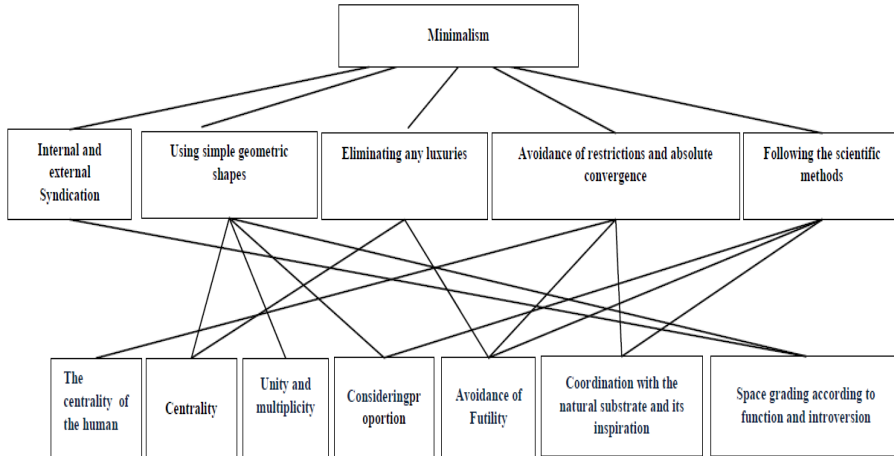 Minimalism
Internal and
external
Syndication
Using simple geometric
shapes
Eliminating any luxuries
Avoidance of restrictions and absolute
convergence
Following the scientific
methods
The
centrality of
the human
Centrality
Unity and
multiplicity
Consideringpr
oportion
Avoidance of
Futility
Coordination with the
natural substrate and its
inspiration
Space grading according to
function and introversion